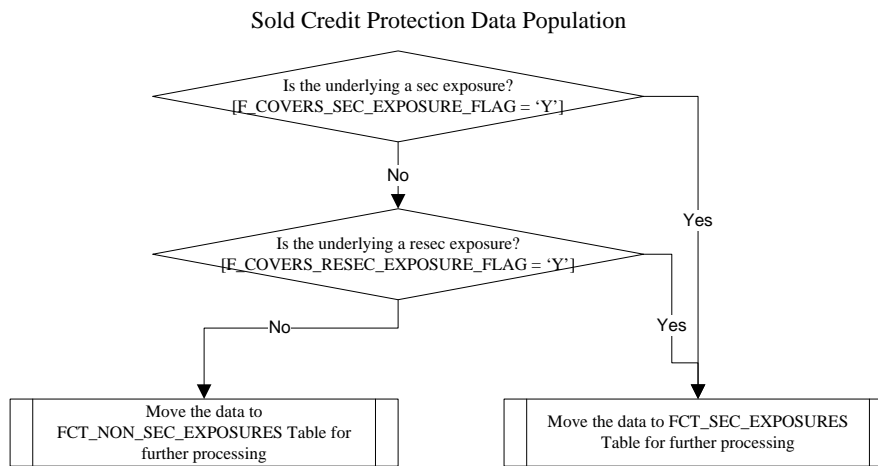 Sold Credit Protection Data Population
Is the underlying a sec exposure?
[F_COVERS_SEC_EXPOSURE_FLAG = ‘Y’]
No
Yes
Is the underlying a resec exposure?
[F_COVERS_RESEC_EXPOSURE_FLAG = ‘Y’]
No
Yes
Move the data to
FCT_NON_SEC_EXPOSURES Table for
further processing
Move the data to FCT_SEC_EXPOSURES
Table for further processing